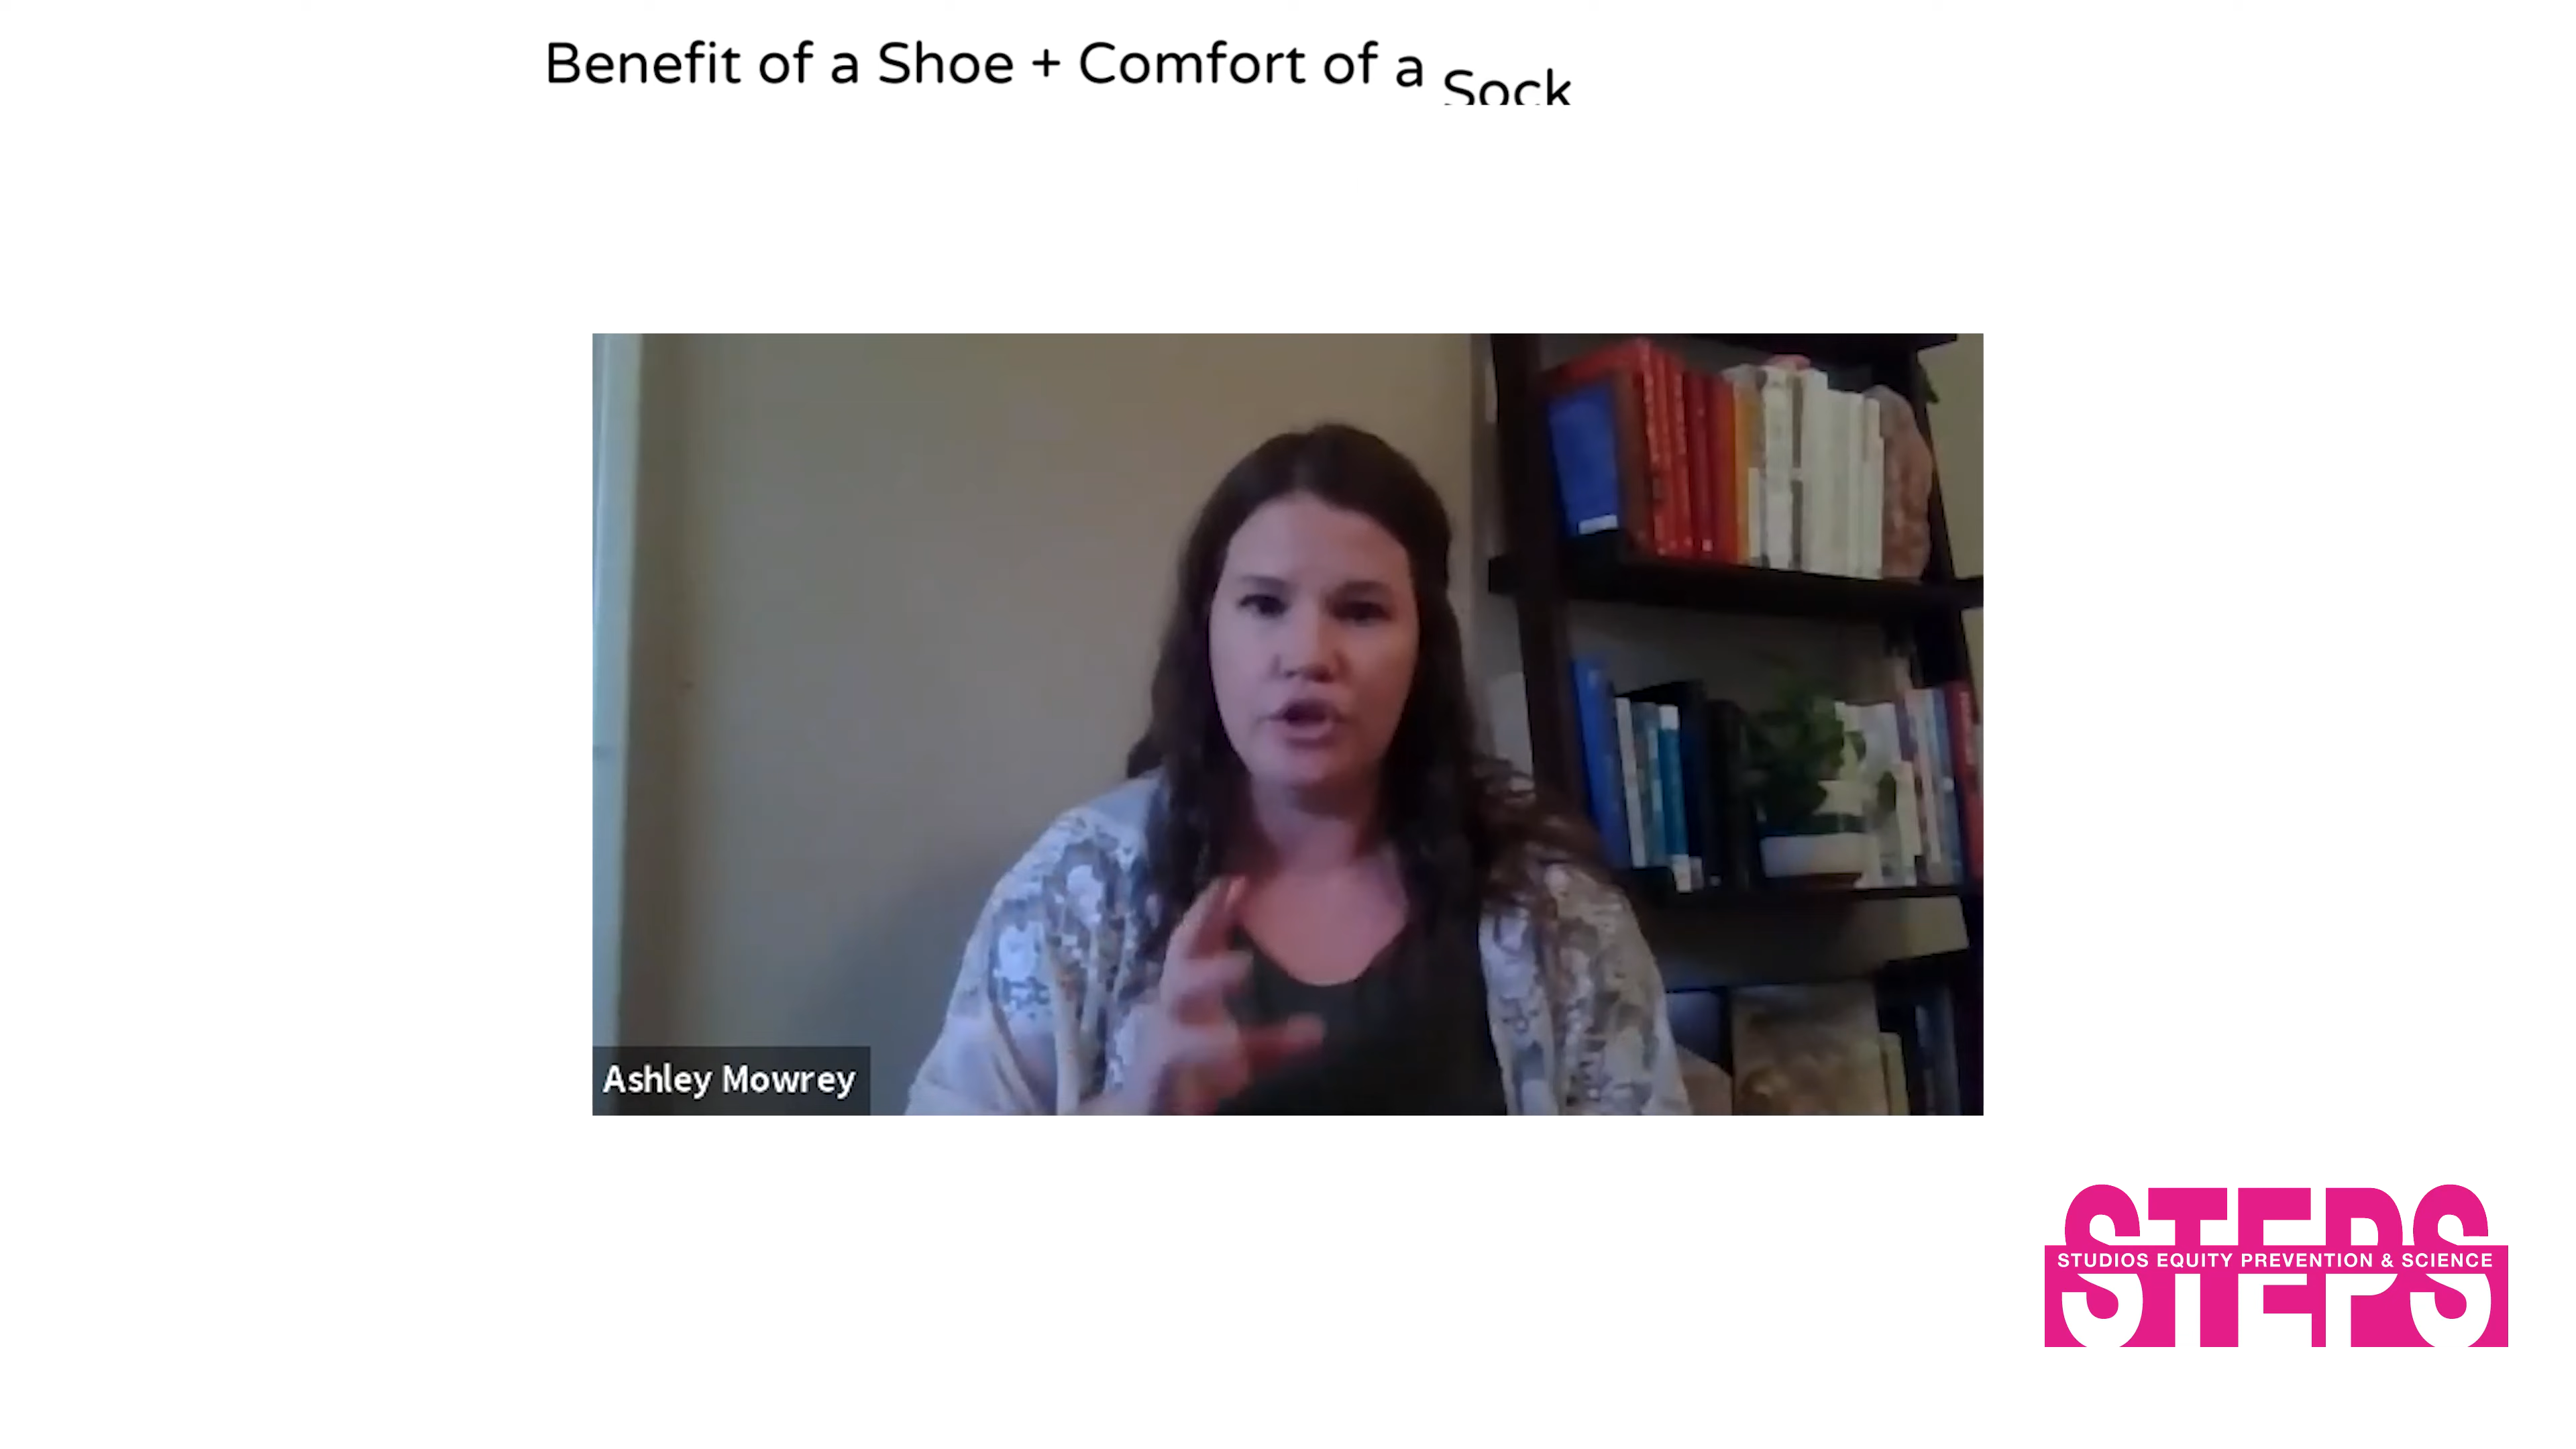 Benefit of a Shoe + Comfort of a Sock
Ashley Mowrey
STEPS
STUDIOS EQUITY PREVENTION & SCIENCE